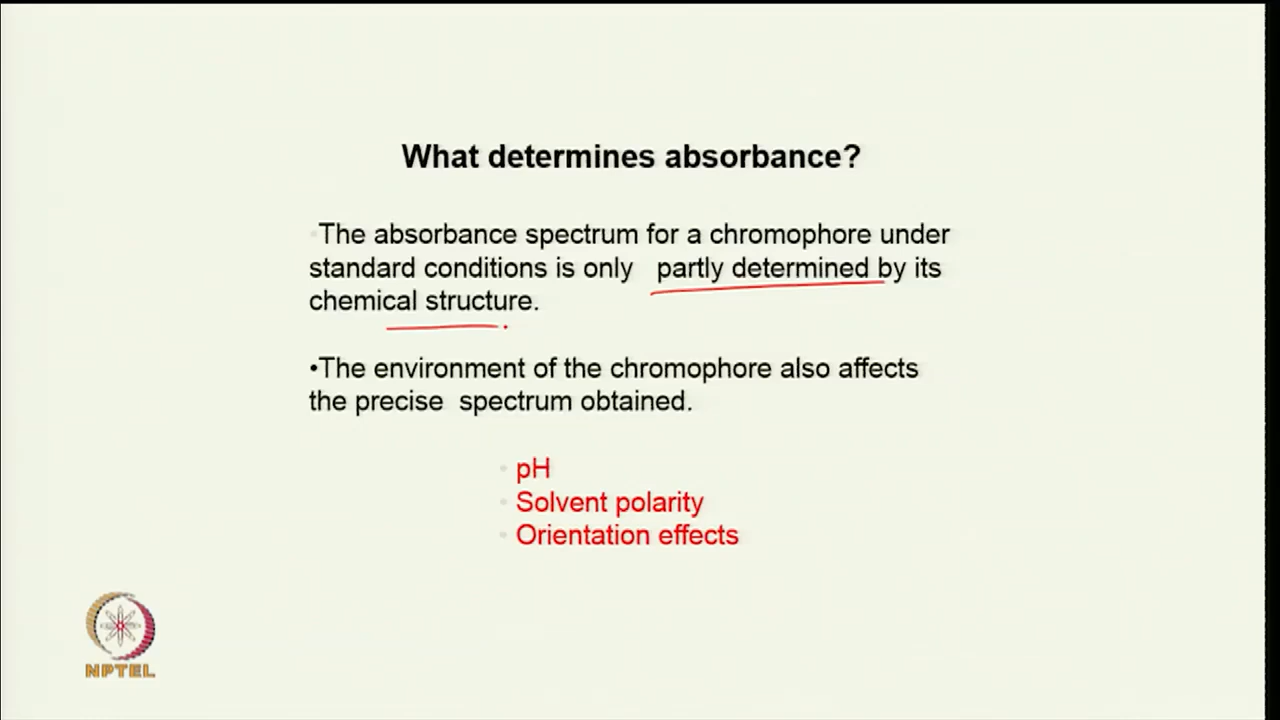 What determines absorbance?
•The absorbance spectrum for a chromophore under
standard conditions is only partly determined by its
chemical structure.
•The environment of the chromophore also affects
the precise spectrum obtained.
• pH
• Solvent polarity
• Orientation effects
NPTEL